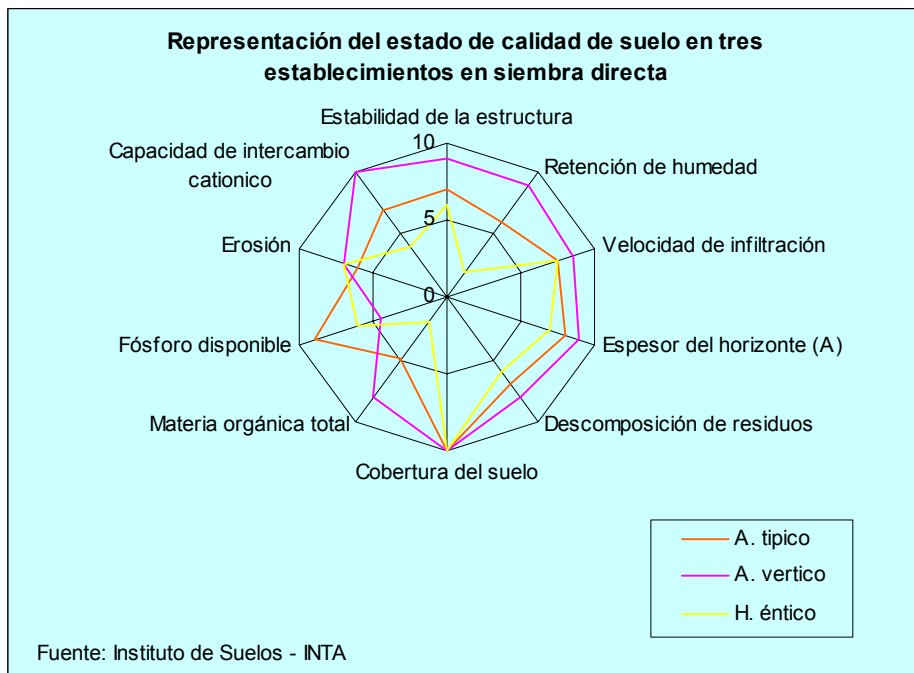 Representación del estado de calidad de suelo en tres
establecimientos en siembra directa
Estabilidad de la estructura
10
Capacidad de intercambio
cationico
Retención de humedad
5
Erosión
Velocidad de infiltración
0
Fósforo disponible
Espesor del horizonte (A)
Materia orgánica total
Descomposición de residuos
Cobertura del suelo
A. tipico
A. vertico
H. éntico
Fuente: Instituto de Suelos - INTA